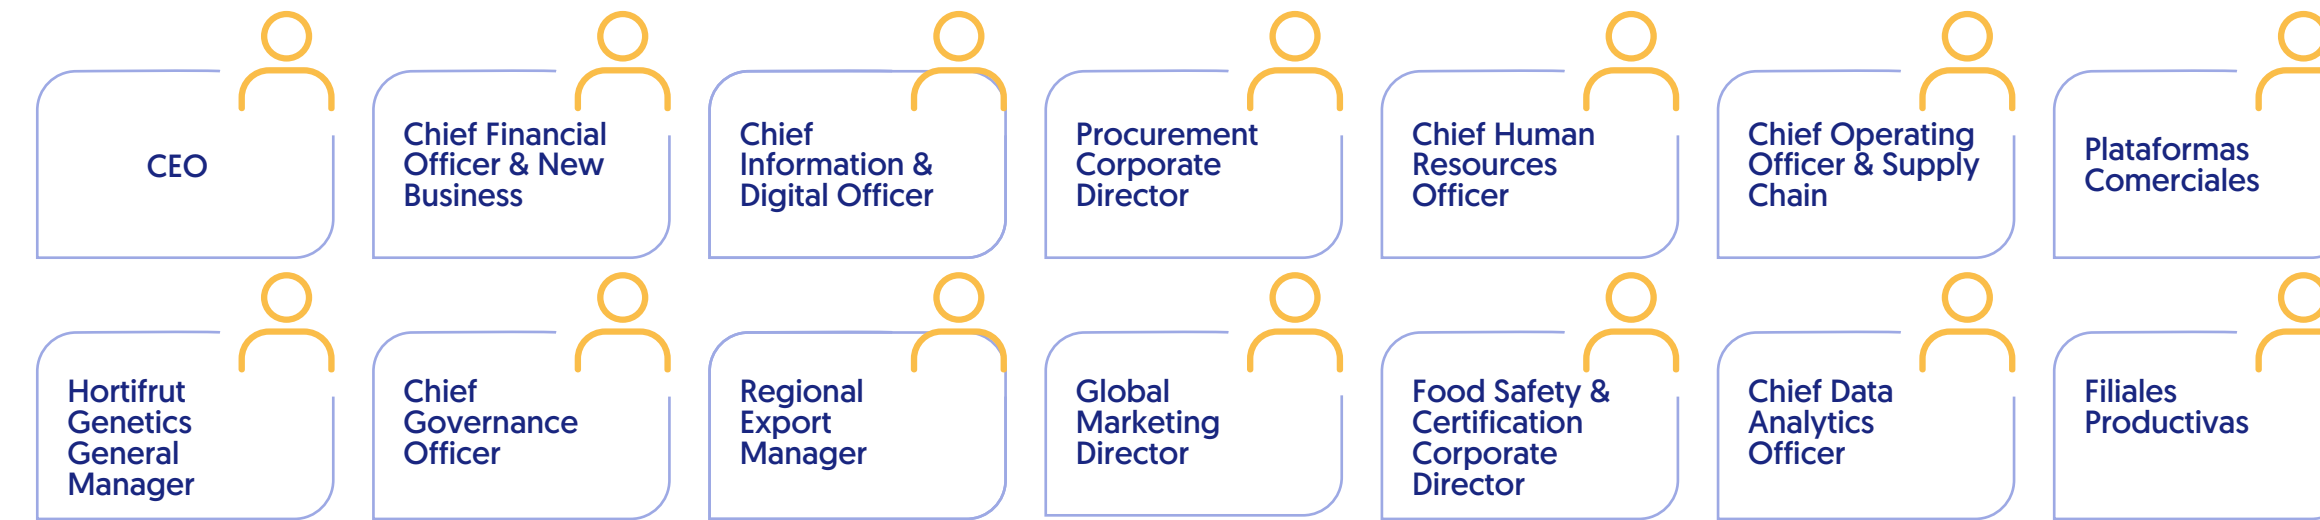 CEO
Chief Financial
Officer & New
Business
Chief
Information &
Digital Officer
Procurement
Corporate
Director
Chief Human
Resources
Officer
Chief Operating
Officer & Supply
Chain
Plataformas
Comerciales
Hortifrut
Genetics
General
Manager
Chief
Governance
Officer
Regional
Export
Manager
Global
Marketing
Director
Food Safety &
Certification
Corporate
Director
Chief Data
Analytics
Officer
Filiales
Productivas